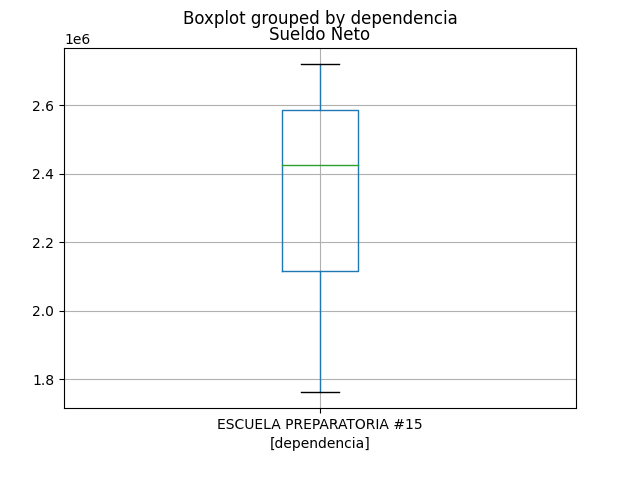 Boxplot grouped by dependencia
Sueldo Neto
1e6
2.6
2.4
2.2
2.0
1.8
ESCUELA PREPARATORIA #15
[dependencia]